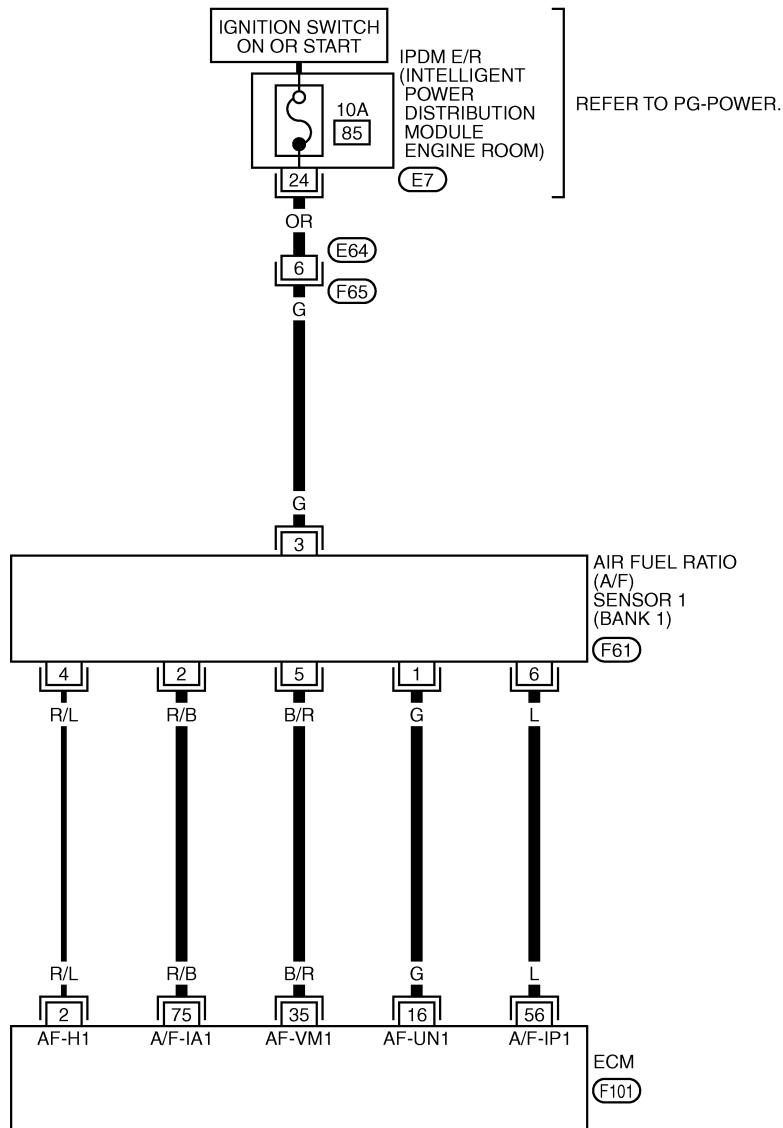 IGNITION SWITCH
ON OR START
IPDM E/R
(INTELLIGENT
POWER
DISTRIBUTION
MODULE
ENGINE ROOM)
REFER TO PG-POWER.
10A
85
24
E7
OR
E64
6
F65
G
G
3
AIR FUEL RATIO
(A/F)
SENSOR 1
(BANK 1)
F61
4 2 5 1 6
R/L R/B B/R G L
R/L R/B B/R G L
2 75 35 16 56
AF-H1 A/F-IA1 AF-VM1 AF-UN1 A/F-IP1
ECM
F101